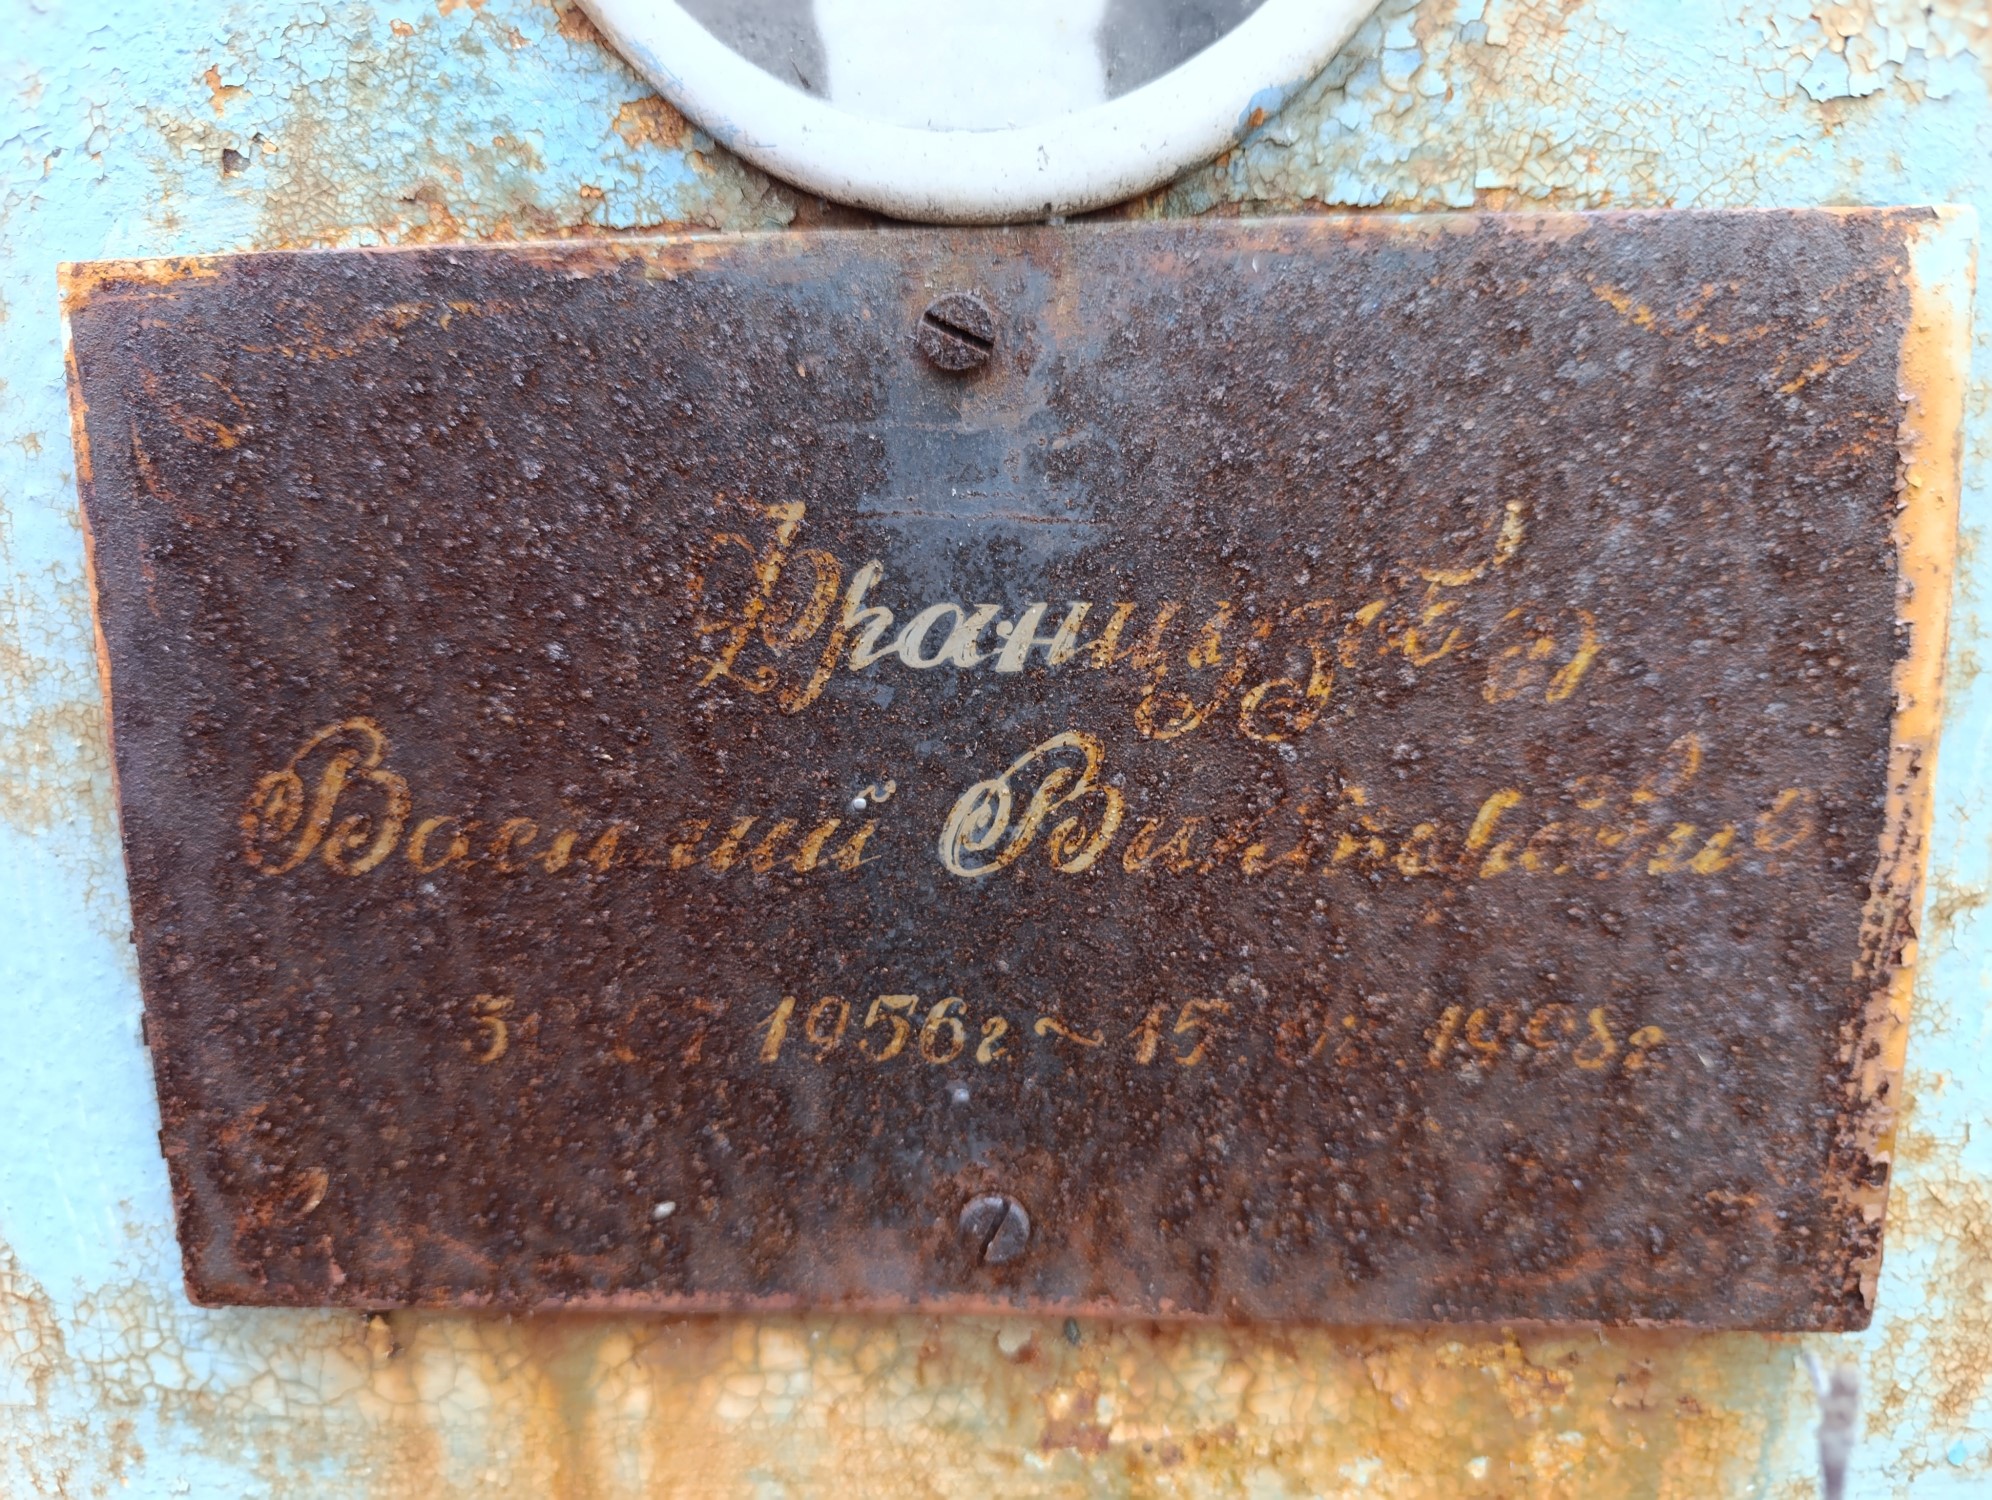 Французов
Василий Викторович
1956г ~ 15 1998г